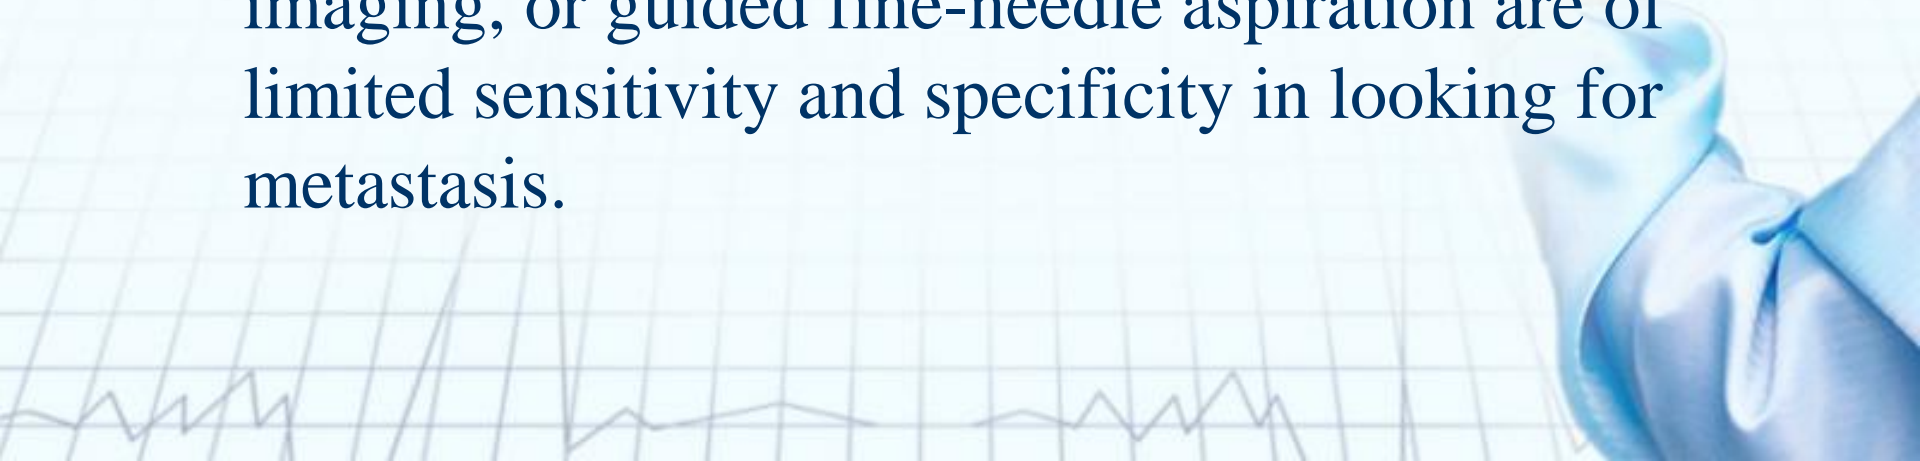 imaging, or guided fine-needle aspiration are of
limited sensitivity and specificity in looking for
metastasis.